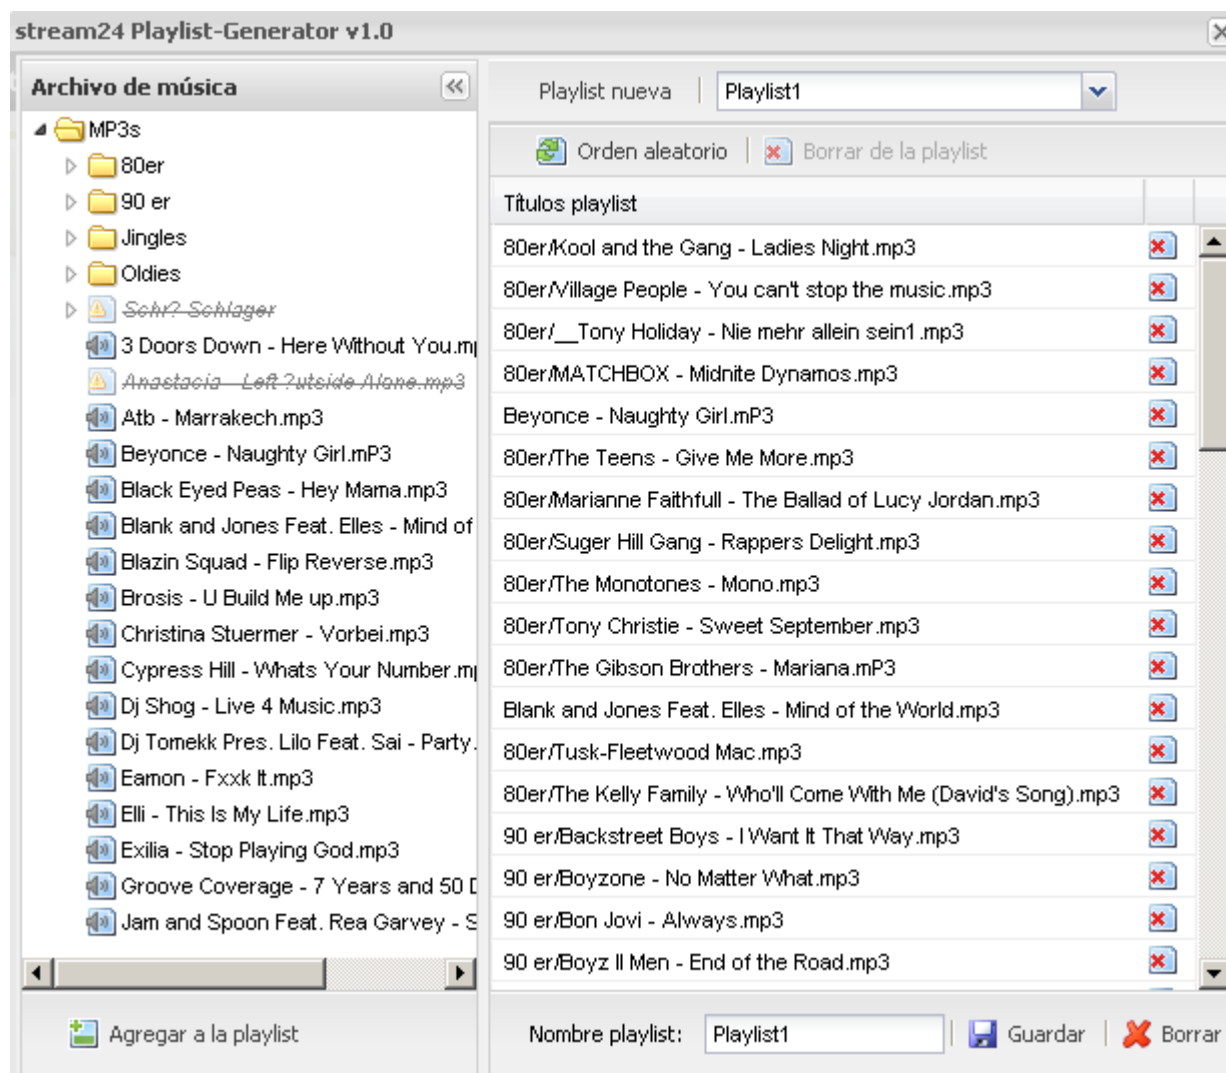 stream24 Playlist-Generator v1.0
Archivo de música
MP3s
80er
90 er
Jingles
Oldies
Schr? Schlager
3 Doors Down - Here Without You.mp
Anastacia - Left ?utside Alone.mp3
Atb - Marrakech.mp3
Beyonce - Naughty Girl.mP3
Black Eyed Peas - Hey Mama.mp3
Blank and Jones Feat. Elles - Mind of
Blazin Squad - Flip Reverse.mp3
Brosis - U Build Me up.mp3
Christina Stuermer - Vorbei.mp3
Cypress Hill - Whats Your Number.mp
Dj Shog - Live 4 Music.mp3
Dj Tomekk Pres. Lilo Feat. Sai - Party.
Eamon - Fxxk It.mp3
Elli - This Is My Life.mp3
Exilia - Stop Playing God.mp3
Groove Coverage - 7 Years and 50 D
Jam and Spoon Feat. Rea Garvey - S
Agregar a la playlist
Playlist nueva
Playlist1
Orden aleatorio
Borrar de la playlist
Títulos playlist
80er/Kool and the Gang - Ladies Night.mp3
80er/Village People - You can't stop the music.mp3
80er/__Tony Holiday - Nie mehr allein sein1.mp3
80er/MATCHBOX - Midnite Dynamos.mp3
Beyonce - Naughty Girl.mP3
80er/The Teens - Give Me More.mp3
80er/Marianne Faithfull - The Ballad of Lucy Jordan.mp3
80er/Suger Hill Gang - Rappers Delight.mp3
80er/The Monotones - Mono.mp3
80er/Tony Christie - Sweet September.mp3
80er/The Gibson Brothers - Mariana.mP3
Blank and Jones Feat. Elles - Mind of the World.mp3
80er/Tusk-Fleetwood Mac.mp3
80er/The Kelly Family - Who'll Come With Me (David's Song).mp3
90 er/Backstreet Boys - I Want It That Way.mp3
90 er/Boyzone - No Matter What.mp3
90 er/Bon Jovi - Always.mp3
90 er/Boyz II Men - End of the Road.mp3
Nombre playlist:
Playlist1
Guardar
Borrar